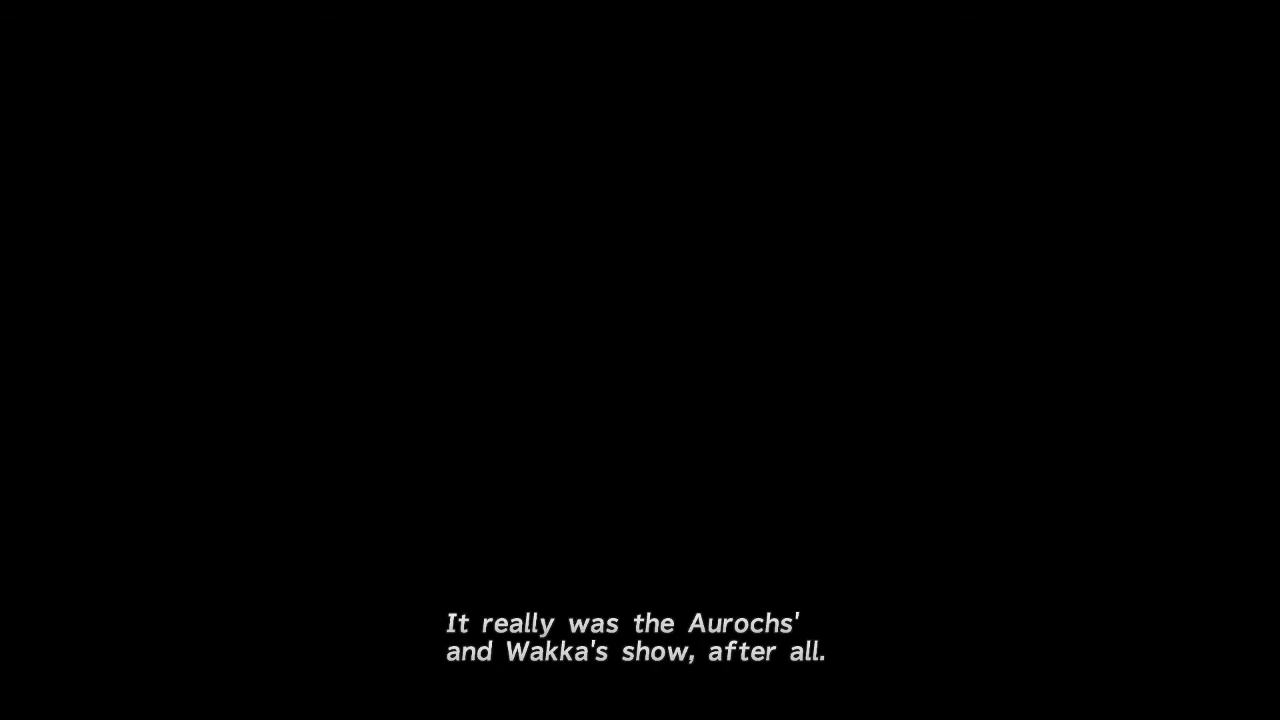 It really was the Aurochs'
and Wakka's show, after all.